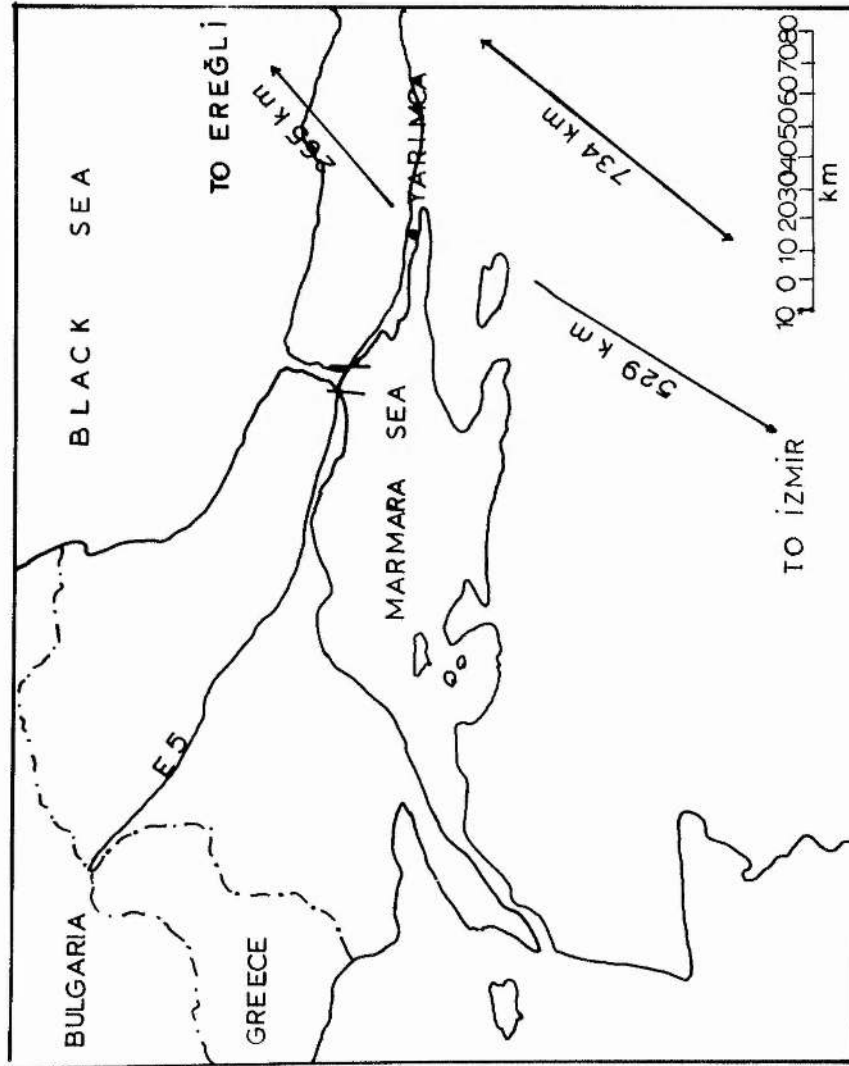 BLACK SEA
TO EREĞLİ
km
BULGARIA
E5
GREECE
MARMARA SEA
YARIMCA
529 km
734 km
TO İZMİR
10 0 10 20 30 40 50 60 70 80
km